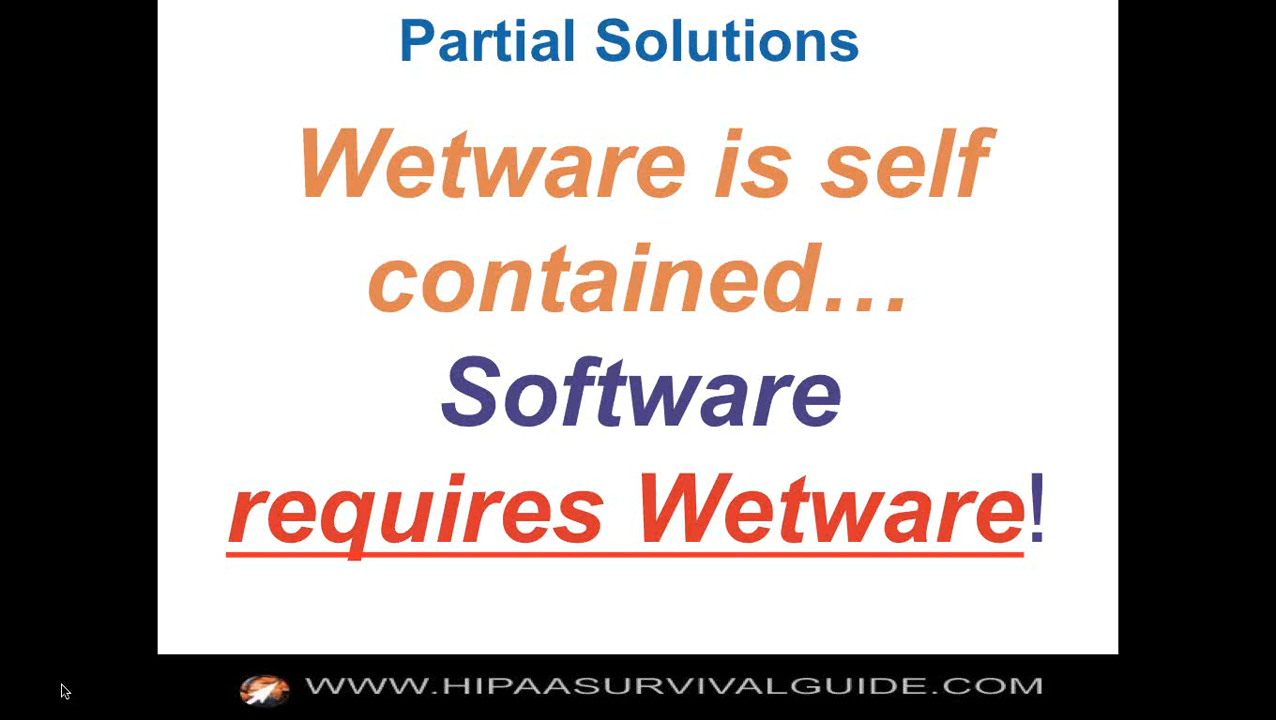 Partial Solutions
Wetware is self
contained…
Software
requires Wetware!
WWW.HIPAASURVIVALGUIDE.COM